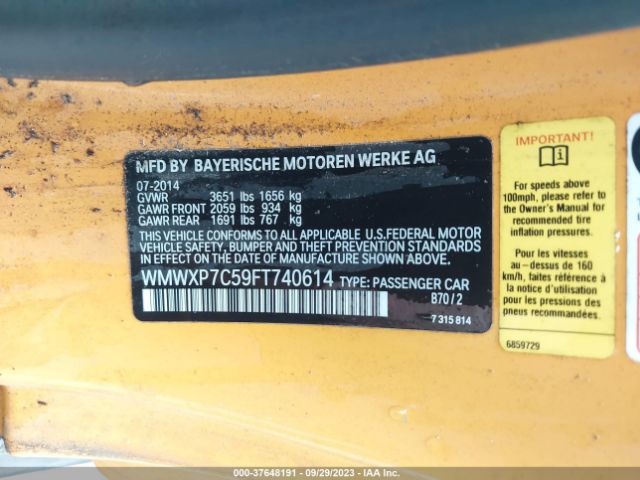 MFD BY BAYERISCHE MOTOREN WERKE AG
07-2014
GVWR 3651 lbs 1656 kg
GAWR FRONT 2059 lbs 934 kg
GAWR REAR 1691 lbs 767 kg
THIS VEHICLE CONFORMS TO ALL APPLICABLE U.S.FEDERAL MOTOR
VEHICLE SAFETY, BUMPER AND THEFT PREVENTION STANDARDS
IN EFFECT ON THE DATE OF MANUFACTURE SHOWN ABOVE.
WMWXP7C59FT740614 TYPE: PASSENGER CAR
B70/2
7 315 814
IMPORTANT!
For speeds above
100mph, please refer to
the Owner's Manual for
recommended tire
inflation pressures.
Pour les vitesses
au-dessus de 160
km/h, faites référence à
la notice d'utilisation
pour obtenir les
pressions des pneus
recommandées.
6859729
000-37648191 - 09/29/2023 - IAA Inc.